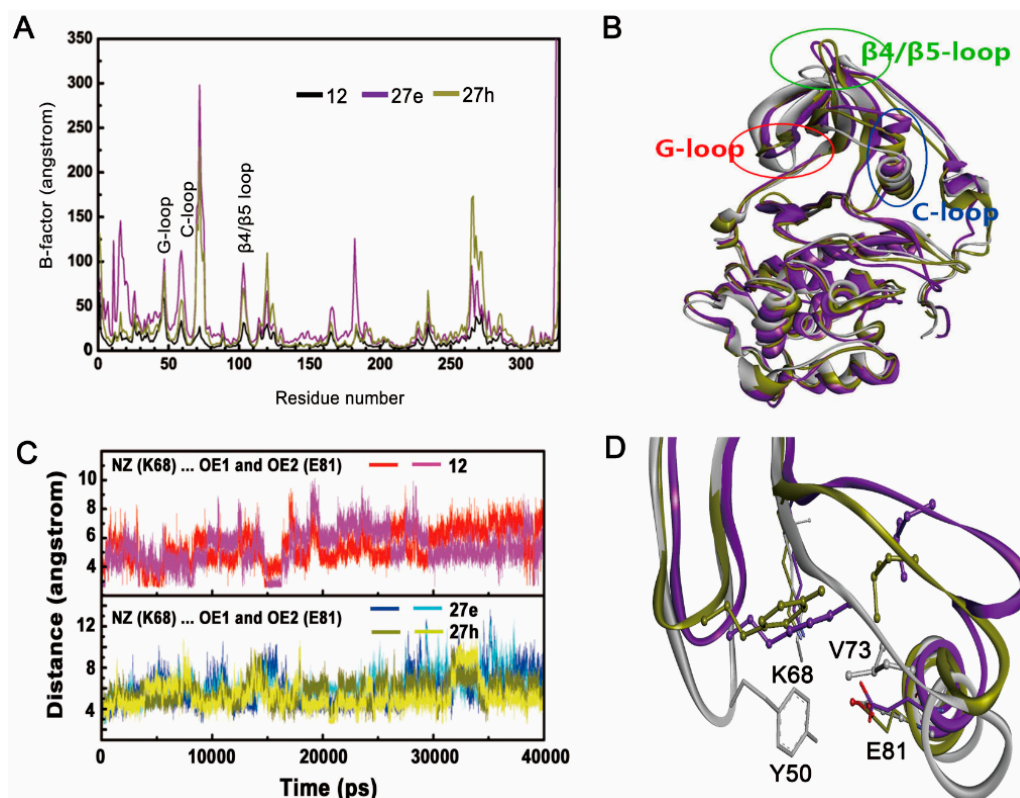 A
350
300
250
200
150
100
50
0
B-factor (angstrom)
12 27e 27h
G-loop
C-loop
β4/β5 loop
0 50 100 150 200 250 300
Residue number
B
β4/β5-loop
G-loop
C-loop
C
NZ (K68) ... OE1 and OE2 (E81) 12
10
8
6
4
NZ (K68) ... OE1 and OE2 (E81) 27e
27h
12
8
4
Distance (angstrom)
0 10000 20000 30000 40000
Time (ps)
D
V73
K68
Y50
E81